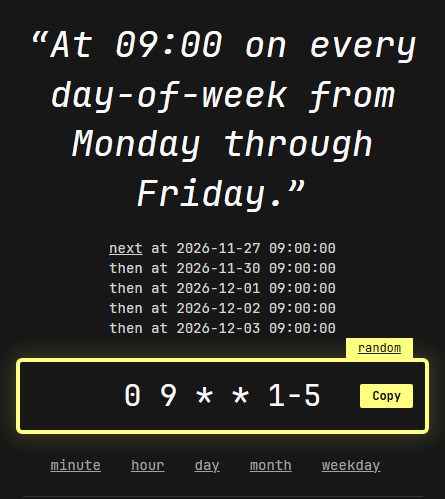 “At 09:00 on every
day-of-week from
Monday through
Friday.”
next at 2026-11-27 09:00:00
then at 2026-11-30 09:00:00
then at 2026-12-01 09:00:00
then at 2026-12-02 09:00:00
then at 2026-12-03 09:00:00
random
0 9 * * 1-5
Copy
minute hour day month weekday